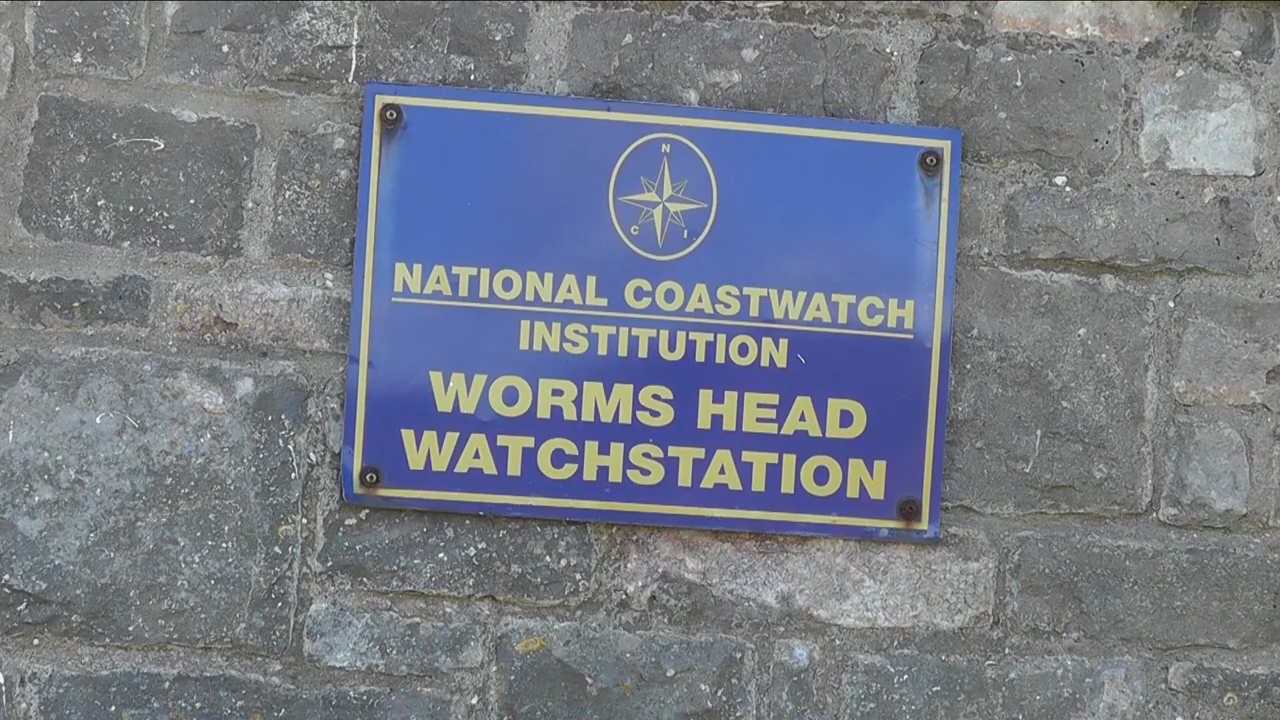 N
C I
NATIONAL COASTWATCH
INSTITUTION
WORMS HEAD
WATCHSTATION